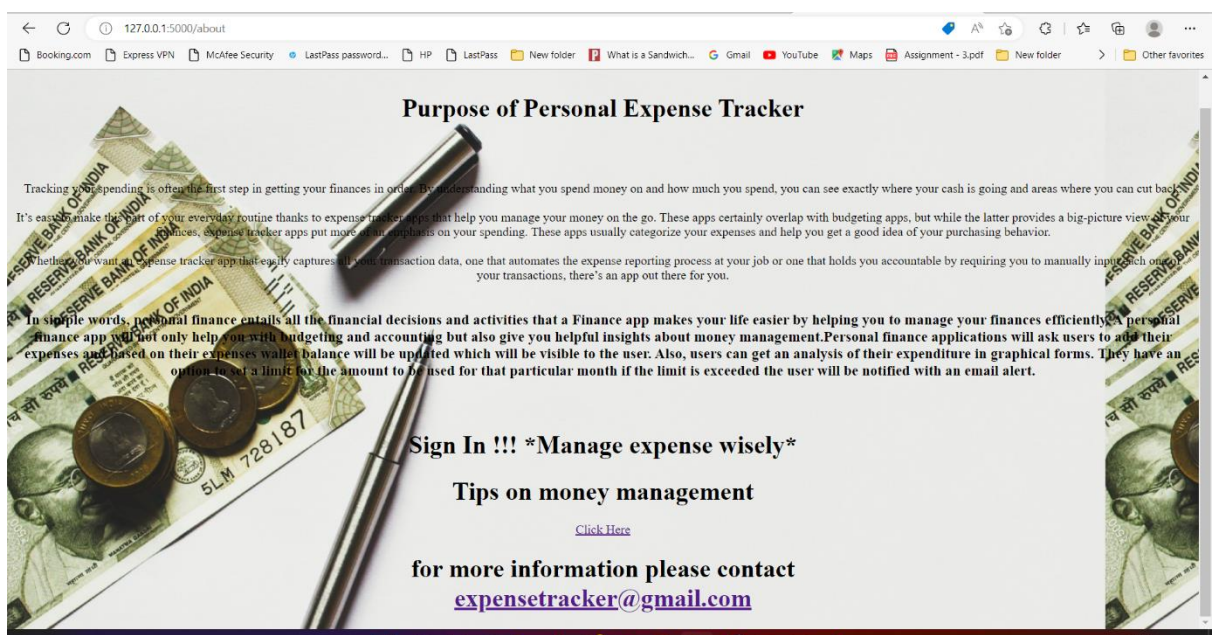 127.0.0.1:5000/about
Booking.com Express VPN McAfee Security LastPass password... HP LastPass New folder What is a Sandwich... Gmail YouTube Maps Assignment - 3.pdf New folder Other favorites
Purpose of Personal Expense Tracker
Tracking your spending is often the first step in getting your finances in order. By understanding what you spend money on and how much you spend, you can see exactly where your cash is going and areas where you can cut back.
It's easy to make this part of your everyday routine thanks to expense tracker apps that help you manage your money on the go. These apps certainly overlap with budgeting apps, but while the latter provides a big-picture view of your
finances, expense tracker apps put more of an emphasis on your spending. These apps usually categorize your expenses and help you get a good idea of your purchasing behavior.
Whether you want an expense tracker app that easily captures all your transaction data, one that automates the expense reporting process at your job or one that holds you accountable by requiring you to manually input each one of
your transactions, there's an app out there for you.
In simple words, personal finance entails all the financial decisions and activities that a Finance app makes your life easier by helping you to manage your finances efficiently. A personal
finance app will not only help you with budgeting and accounting but also give you helpful insights about money management.Personal finance applications will ask users to add their
expenses and based on their expenses wallet balance will be updated which will be visible to the user. Also, users can get an analysis of their expenditure in graphical forms. They have an
option to set a limit for the amount to be used for that particular month if the limit is exceeded the user will be notified with an email alert.
Sign In !!! *Manage expense wisely*
Tips on money management
Click Here
for more information please contact
expensetracker@gmail.com
RESERVE BANK OF INDIA
RESERVE BANK OF INDIA
5LM 728187